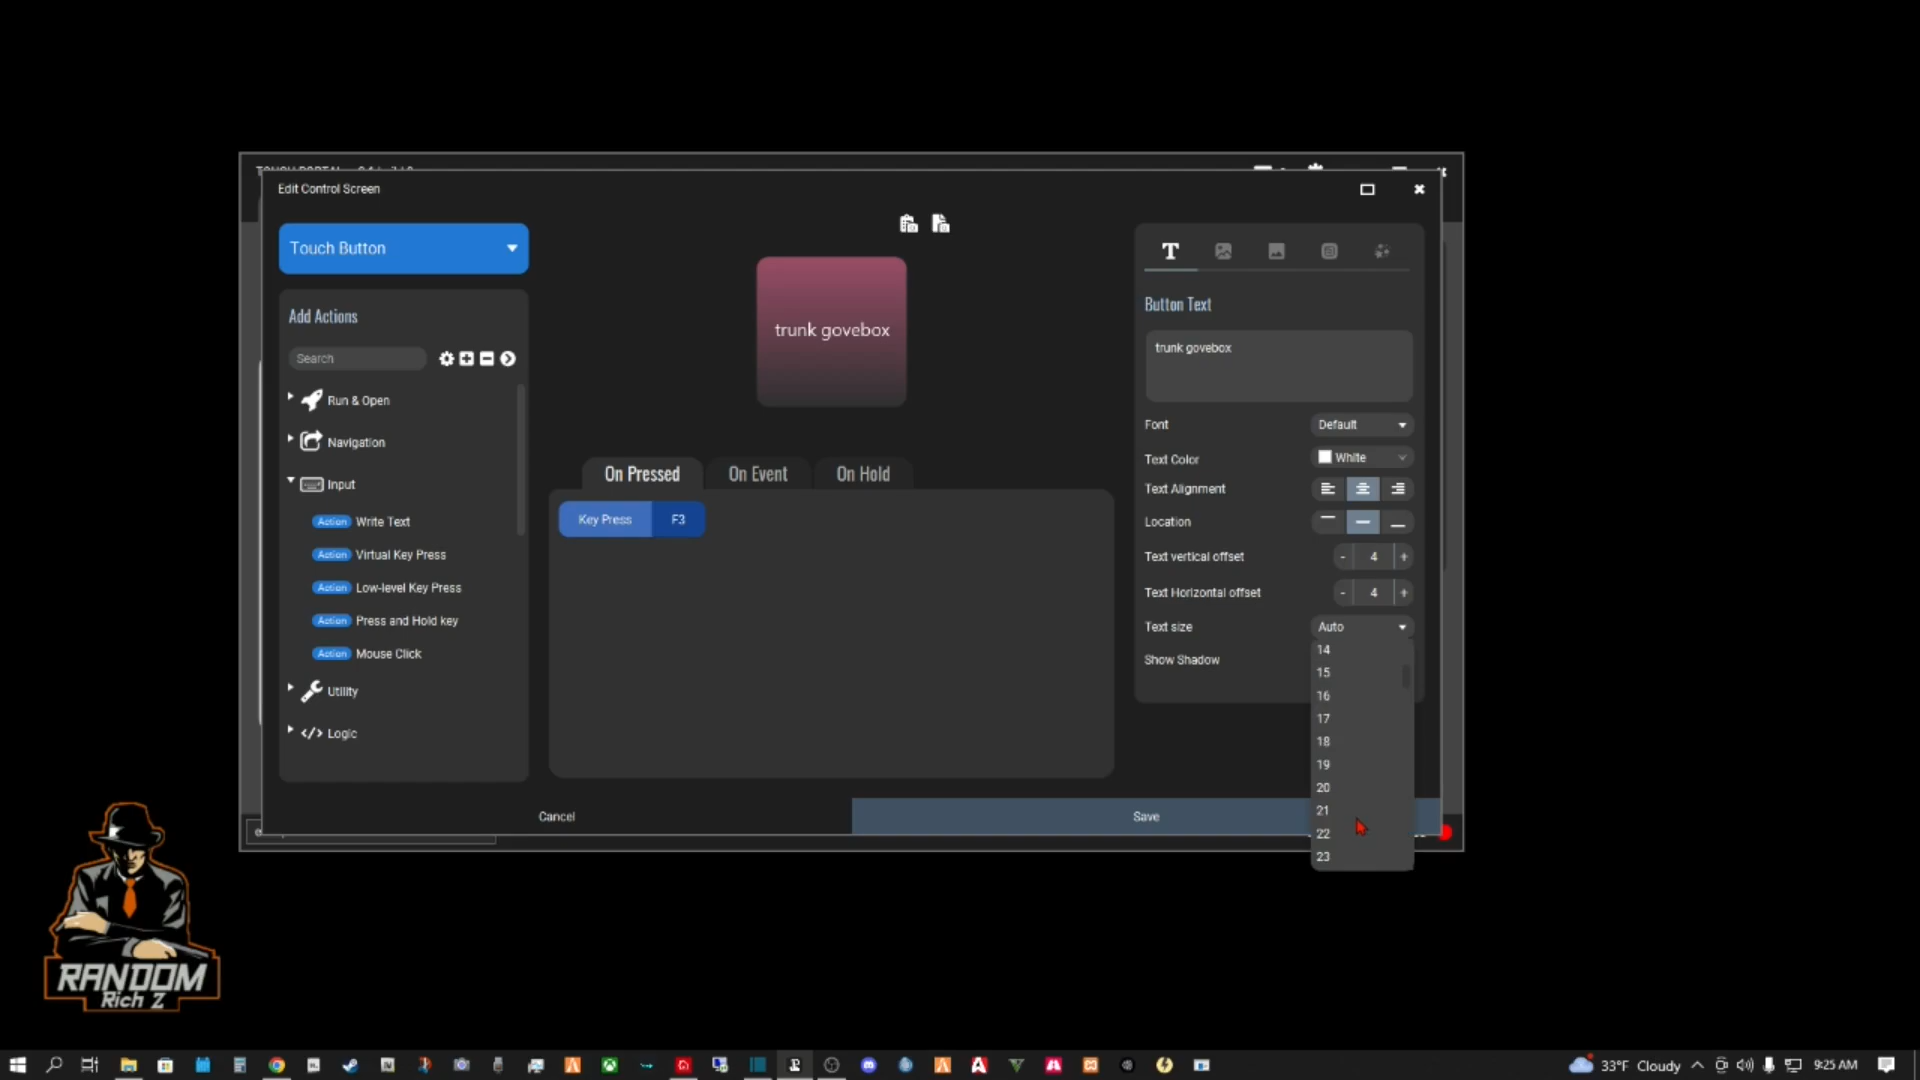 Edit Control Screen
Touch Button
Add Actions
Search
Run & Open
Navigation
Input
Action Write Text
Action Virtual Key Press
Action Low-level Key Press
Action Press and Hold key
Action Mouse Click
Utility
</> Logic
trunk govebox
On Pressed
On Event
On Hold
Key Press F3
T
Button Text
trunk govebox
Font Default
Text Color White
Text Alignment
Location
Text vertical offset - 4 +
Text Horizontal offset - 4 +
Text size Auto
Show Shadow
14
15
16
17
18
19
20
21
22
23
Cancel
Save
RANDOM
Rich Z
33°F Cloudy
9:25 AM